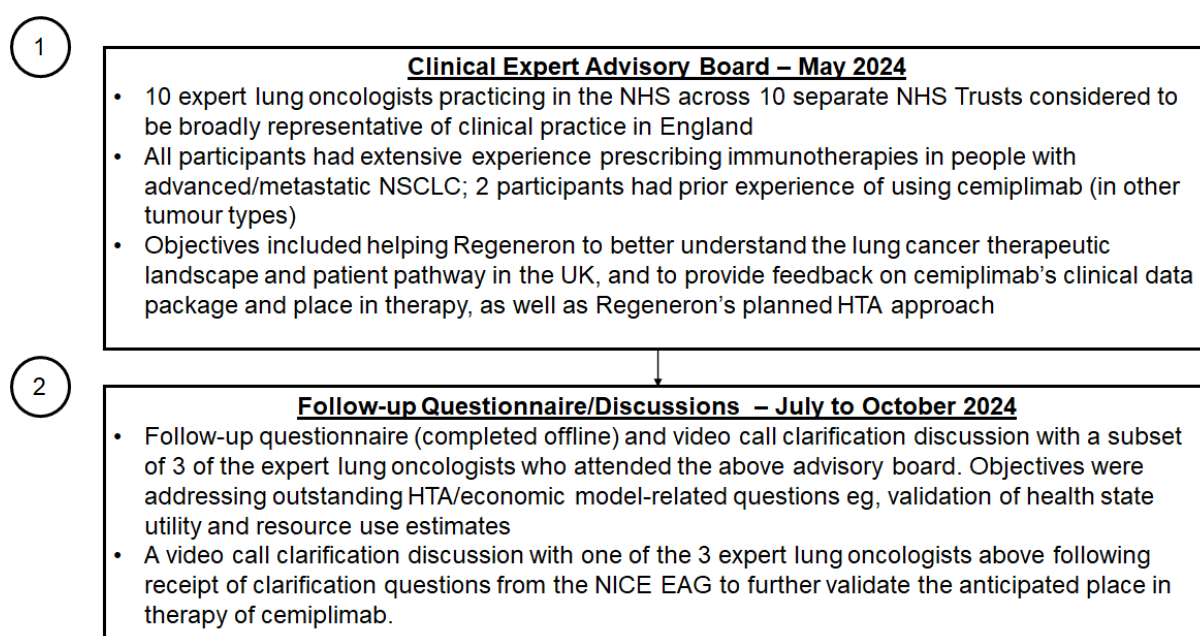 1
Clinical Expert Advisory Board – May 2024
• 10 expert lung oncologists practicing in the NHS across 10 separate NHS Trusts considered to
be broadly representative of clinical practice in England
• All participants had extensive experience prescribing immunotherapies in people with
advanced/metastatic NSCLC; 2 participants had prior experience of using cemiplimab (in other
tumour types)
• Objectives included helping Regeneron to better understand the lung cancer therapeutic
landscape and patient pathway in the UK, and to provide feedback on cemiplimab’s clinical data
package and place in therapy, as well as Regeneron’s planned HTA approach
2
Follow-up Questionnaire/Discussions – July to October 2024
• Follow-up questionnaire (completed offline) and video call clarification discussion with a subset
of 3 of the expert lung oncologists who attended the above advisory board. Objectives were
addressing outstanding HTA/economic model-related questions eg, validation of health state
utility and resource use estimates
• A video call clarification discussion with one of the 3 expert lung oncologists above following
receipt of clarification questions from the NICE EAG to further validate the anticipated place in
therapy of cemiplimab.